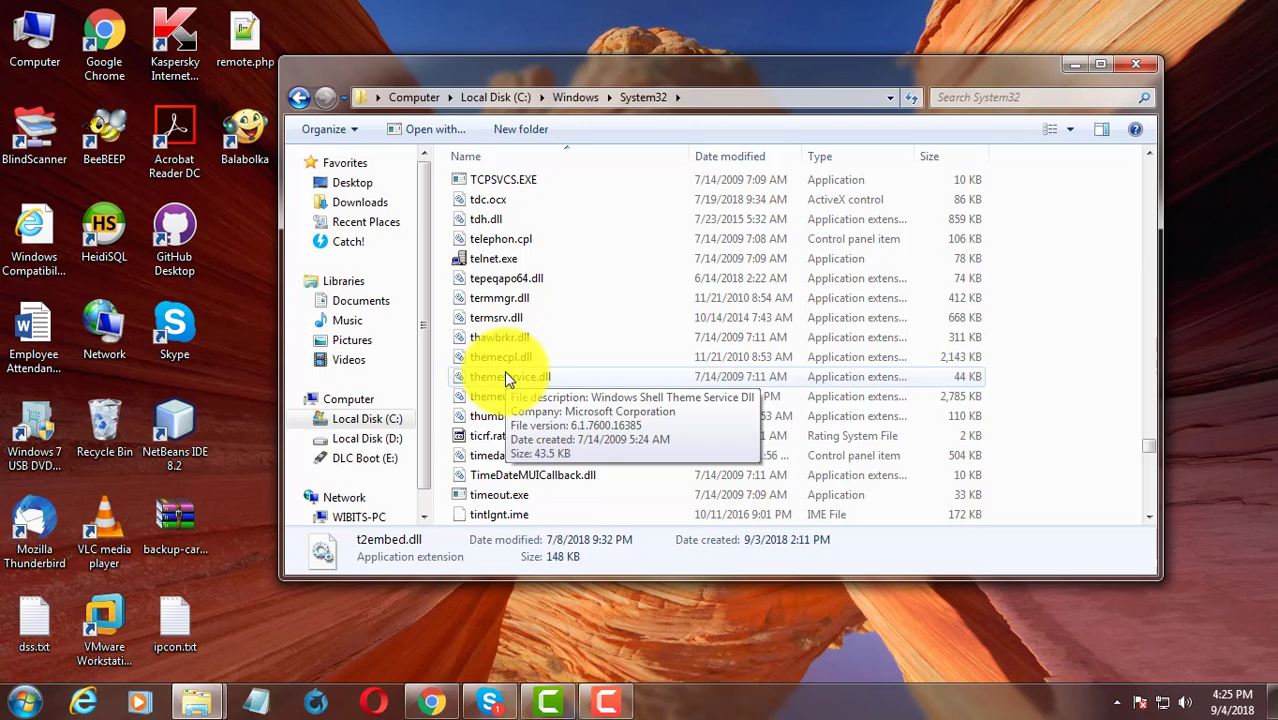 Computer
Google Chrome
Kaspersky Internet...
remote.php
BlindScanner
BeeBEEP
Acrobat Reader DC
Balabolka
Windows Compatibil...
HeidiSQL
GitHub Desktop
Employee Attendan...
Network
Skype
Windows 7 USB DVD...
Recycle Bin
NetBeans IDE 8.2
Mozilla Thunderbird
VLC media player
backup-car...
dss.txt
VMware Workstati...
ipcon.txt
Computer Local Disk (C:) Windows System32
Search System32
Organize Open with... New folder
Favorites
Desktop
Downloads
Recent Places
Catch!
Libraries
Documents
Music
Pictures
Videos
Computer
Local Disk (C:)
Local Disk (D:)
DLC Boot (E:)
Network
WIBITS-PC
Name Date modified Type Size
TCPSVCS.EXE 7/14/2009 7:09 AM Application 10 KB
tdc.ocx 7/19/2018 9:34 AM ActiveX control 86 KB
tdh.dll 7/23/2015 5:32 AM Application extens... 859 KB
telephon.cpl 7/14/2009 7:08 AM Control panel item 106 KB
telnet.exe 7/14/2009 7:09 AM Application 78 KB
tepeqapo64.dll 6/14/2018 2:22 AM Application extens... 74 KB
termmgr.dll 11/21/2010 8:54 AM Application extens... 412 KB
termsrv.dll 10/14/2014 7:43 AM Application extens... 668 KB
thawbrkr.dll 7/14/2009 7:11 AM Application extens... 311 KB
themecpl.dll 11/21/2010 8:53 AM Application extens... 2,143 KB
themeservice.dll 7/14/2009 7:11 AM Application extens... 44 KB
PM Application extens... 2,785 KB
Application extens... 110 KB
ticrf.rat Rating System File 2 KB
Control panel item 504 KB
TimeDateMUICallback.dll 7/14/2009 7:11 AM Application extens... 11 KB
timeout.exe 7/14/2009 7:09 AM Application 33 KB
tintlgnt.ime 10/11/2016 9:01 PM IME File 172 KB
File description: Windows Shell Theme Service Dll
Company: Microsoft Corporation
File version: 6.1.7600.16385
Date created: 7/14/2009 5:24 AM
Size: 43.5 KB
t2embed.dll Date modified: 7/8/2018 9:32 PM Date created: 9/3/2018 2:11 PM
Application extension Size: 148 KB
4:25 PM
9/4/2018